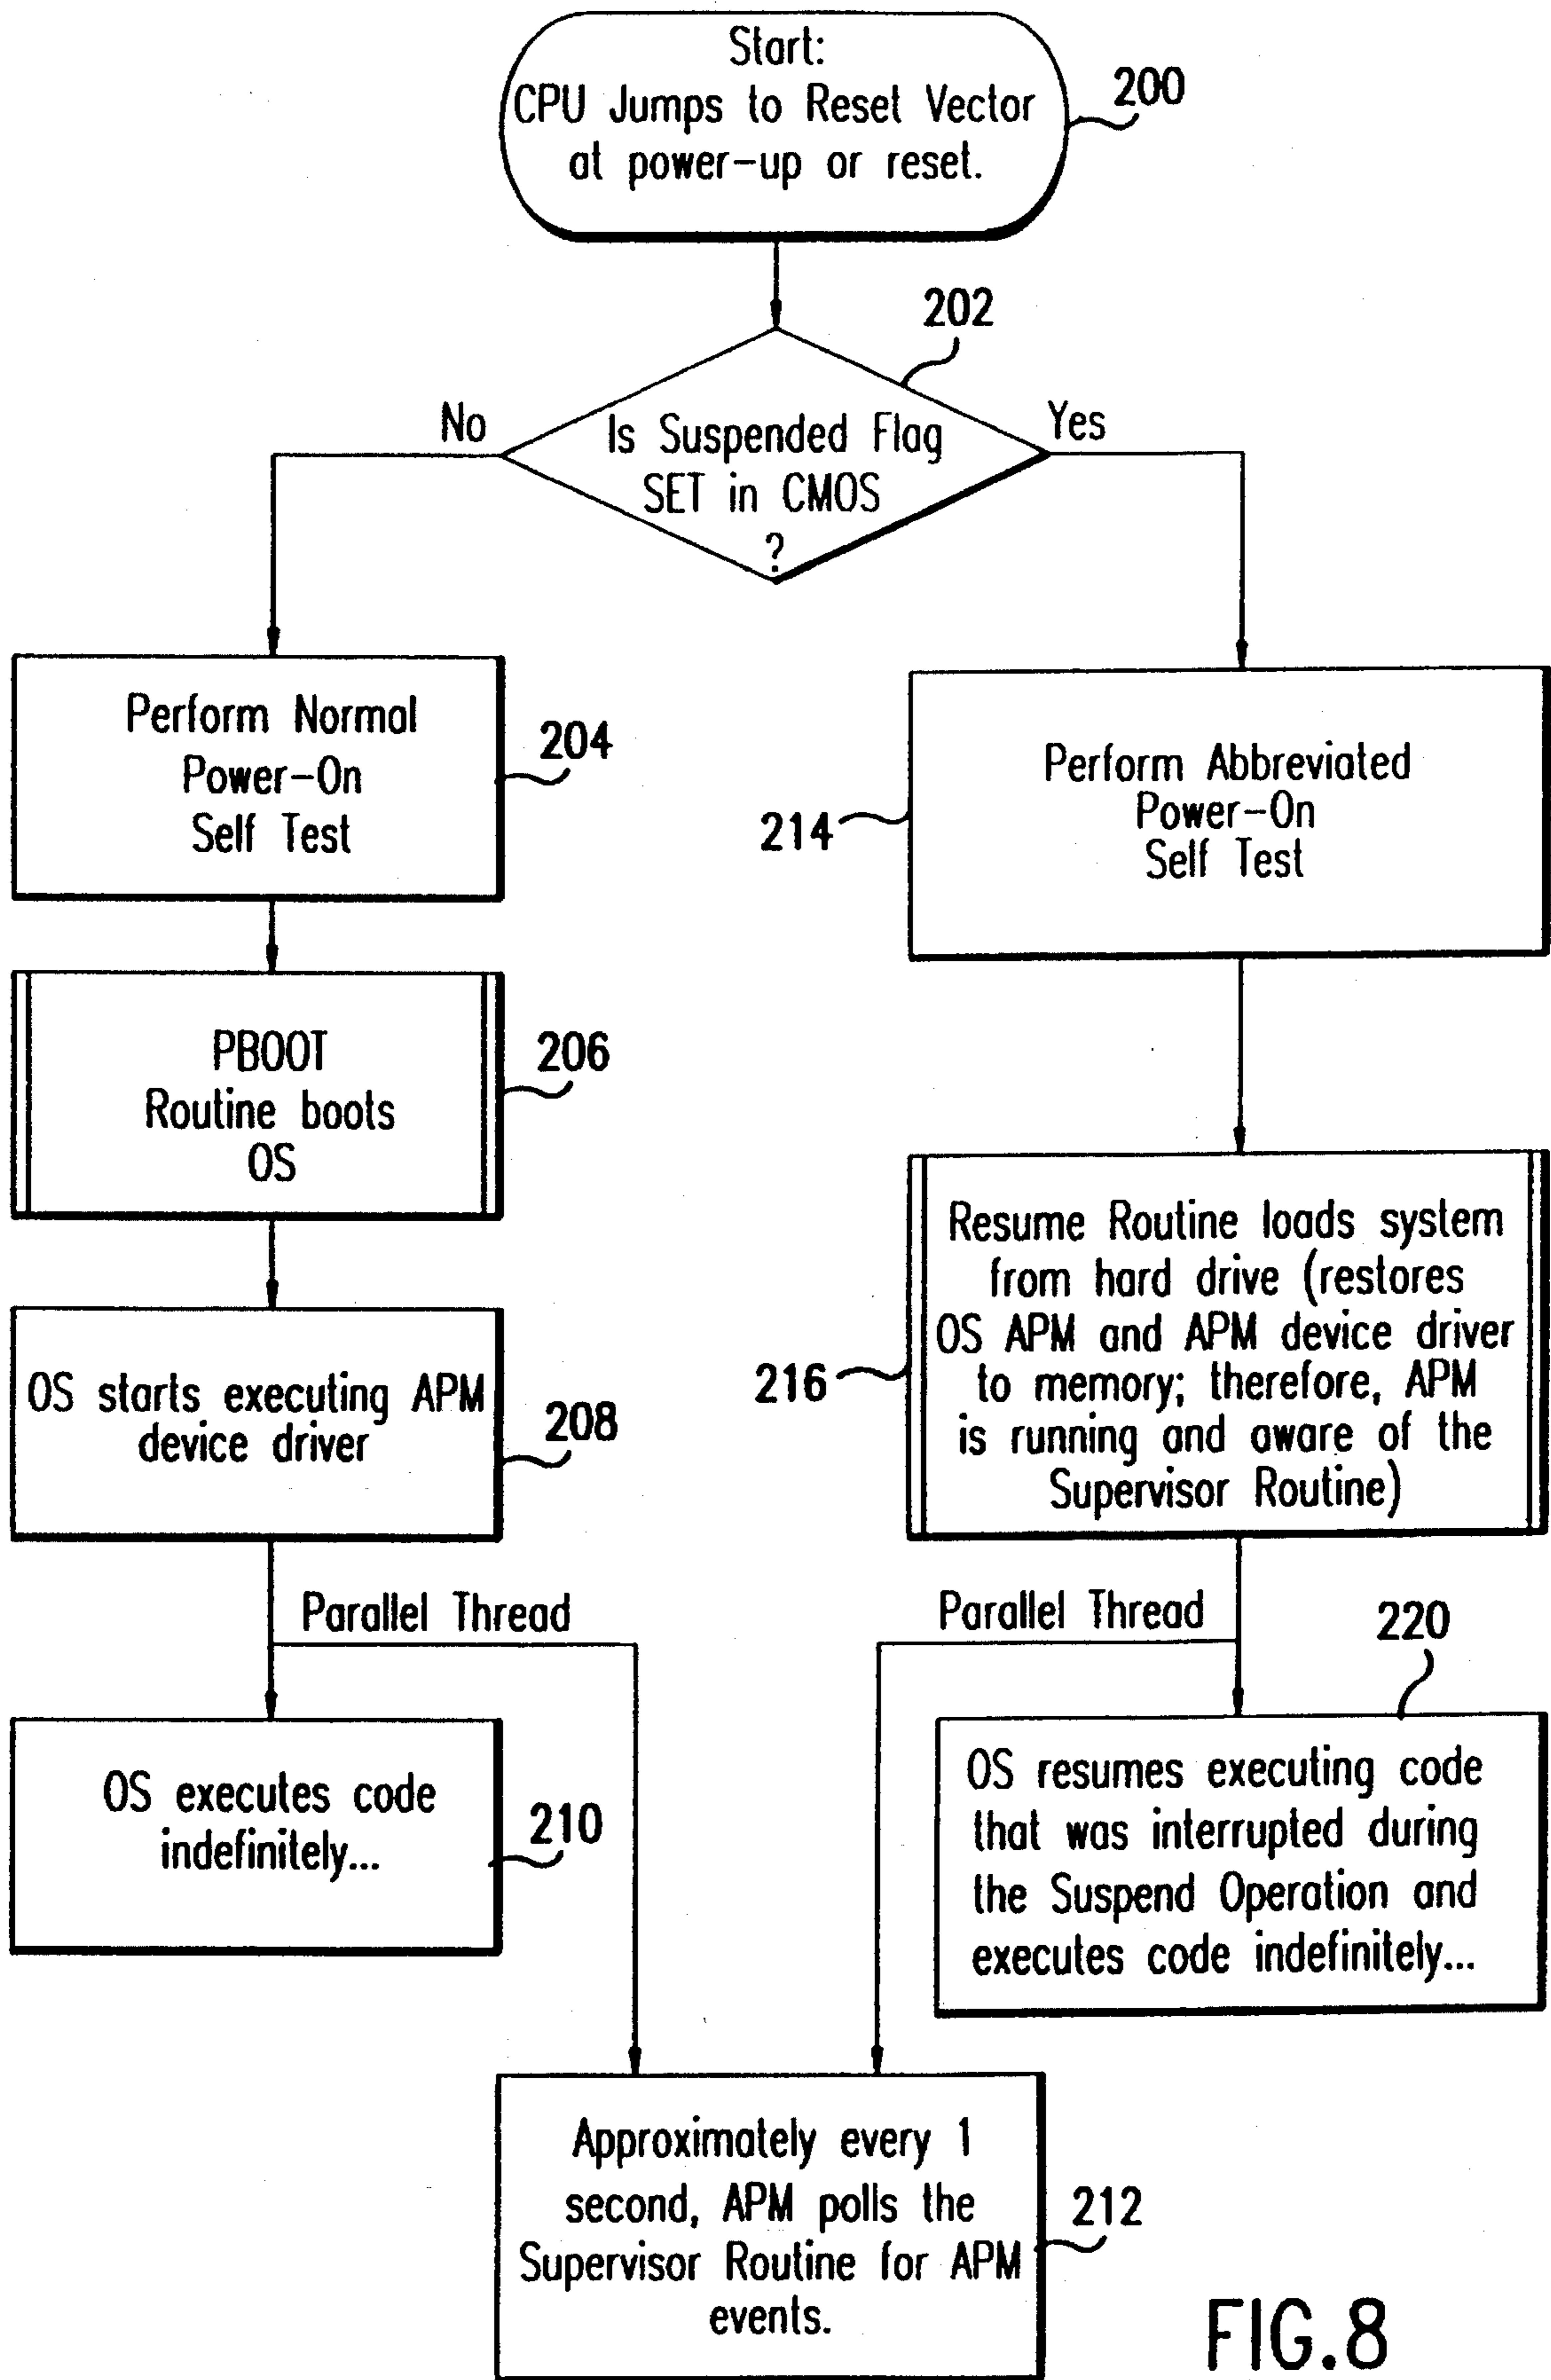 Start:
CPU Jumps to Reset Vector
at power-up or reset.
200
202
No
Yes
Is Suspended Flag
SET in CMOS
?
Perform Normal
Power-On
Self Test
204
Perform Abbreviated
Power-On
Self Test
214
PBOOT
Routine boots
OS
206
Resume Routine loads system
from hard drive (restores
OS APM and APM device driver
to memory; therefore, APM
is running and aware of the
Supervisor Routine)
216
OS starts executing APM
device driver
208
Parallel Thread
Parallel Thread
220
OS executes code
indefinitely...
210
OS resumes executing code
that was interrupted during
the Suspend Operation and
executes code indefinitely...
Approximately every 1
second, APM polls the
Supervisor Routine for APM
events.
212
FIG.8